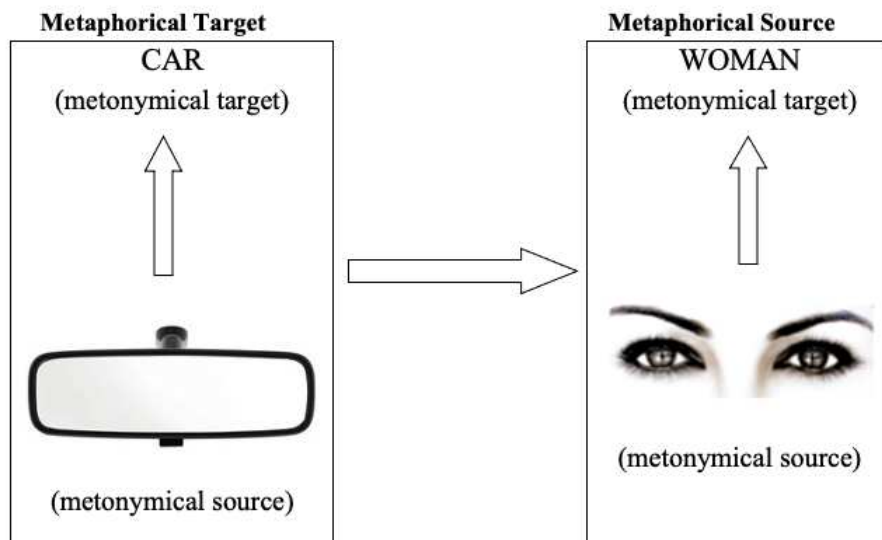 Metaphorical Target
CAR
(metonymical target)
(metonymical source)
Metaphorical Source
WOMAN
(metonymical target)
(metonymical source)